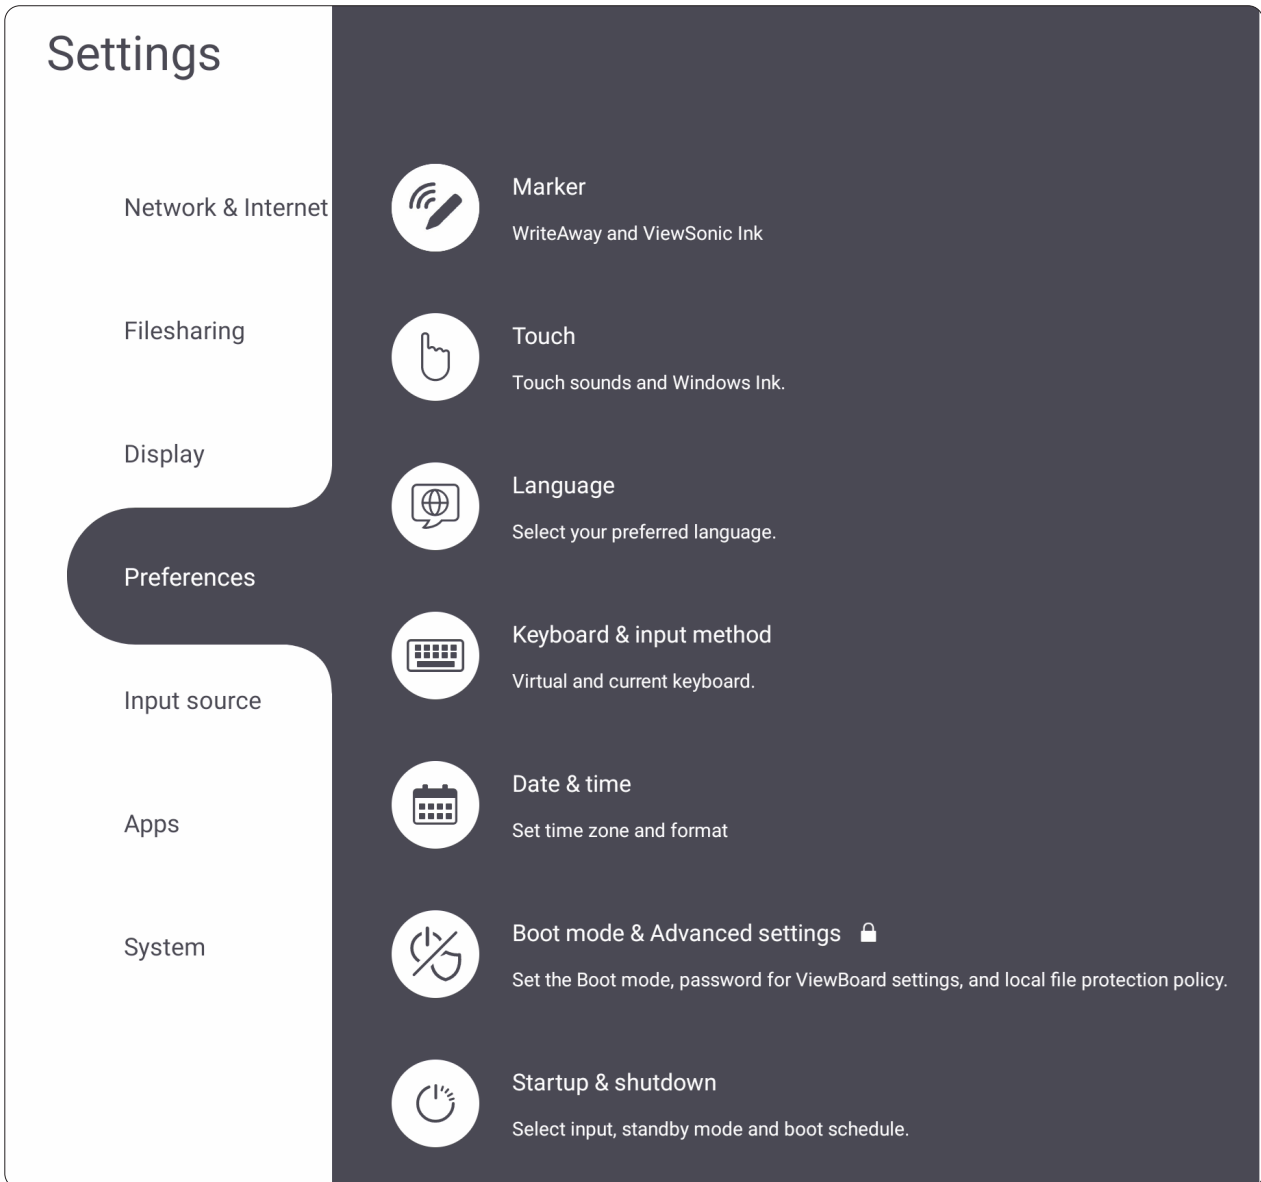 Settings
Network & Internet
Filesharing
Display
Preferences
Input source
Apps
System
Marker
WriteAway and ViewSonic Ink
Touch
Touch sounds and Windows Ink.
Language
Select your preferred language.
Keyboard & input method
Virtual and current keyboard.
Date & time
Set time zone and format
Boot mode & Advanced settings
Set the Boot mode, password for ViewBoard settings, and local file protection policy.
Startup & shutdown
Select input, standby mode and boot schedule.